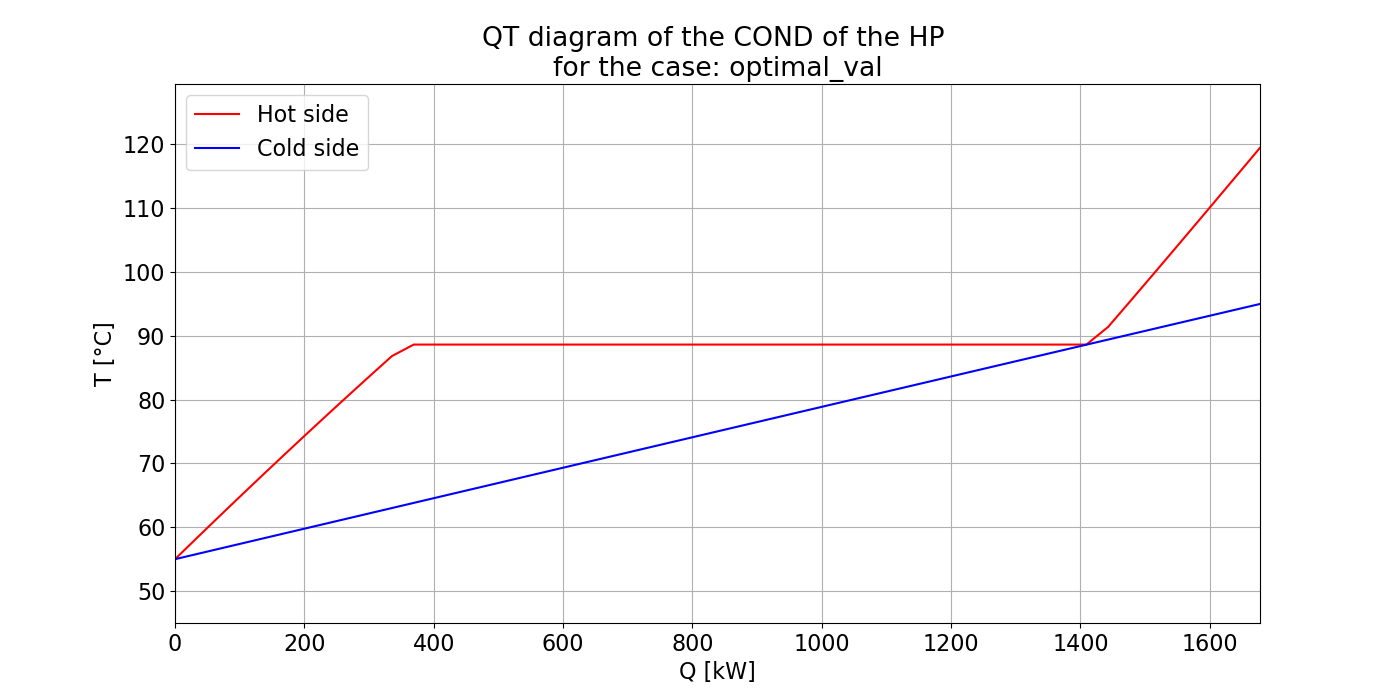 QT diagram of the COND of the HP
for the case: optimal_val
Hot side
Cold side
120
110
100
90
80
70
60
50
T [°C]
0 200 400 600 800 1000 1200 1400 1600
Q [kW]